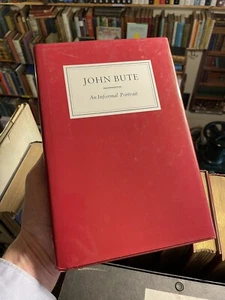 JOHN BUTE
An Informal Portrait